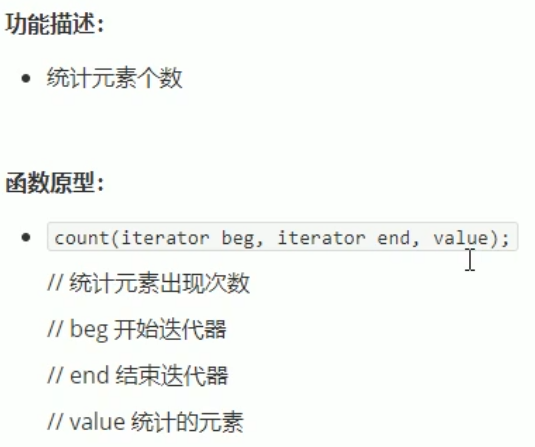 功能描述：
统计元素个数
函数原型：
count(iterator beg, iterator end, value);
// 统计元素出现次数
// beg 开始迭代器
// end 结束迭代器
// value 统计的元素